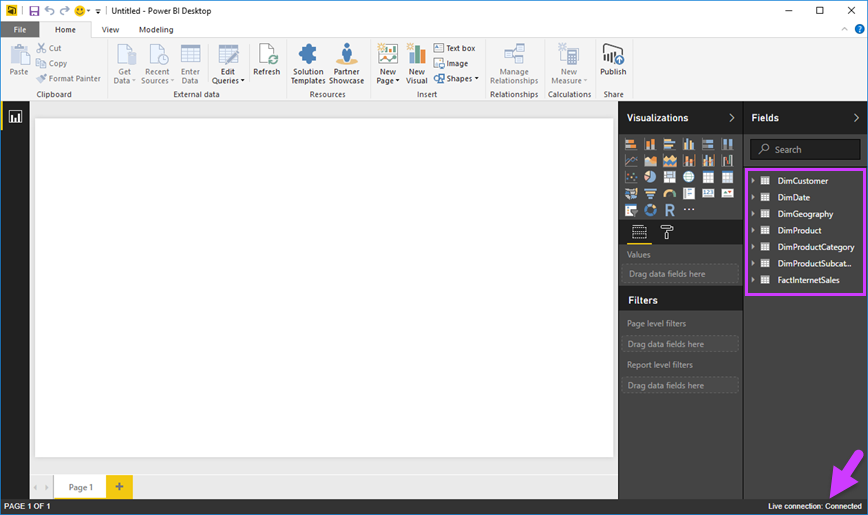 Untitled - Power BI Desktop
File Home View Modeling
Paste
Cut
Copy
Format Painter
Clipboard
Get Data
Recent Sources
Enter Data
Edit Queries
External data
Refresh
Solution Templates
Partner Showcase
Resources
New Page
New Visual
Text box
Image
Shapes
Insert
Manage Relationships
Relationships
New Measure
Calculations
Publish
Share
Visualizations
R
123
Values
Drag data fields here
Filters
Page level filters
Drag data fields here
Report level filters
Drag data fields here
Fields
Search
DimCustomer
DimDate
DimGeography
DimProduct
DimProductCategory
DimProductSubcat...
FactInternetSales
Page 1
PAGE 1 OF 1
Live connection: Connected